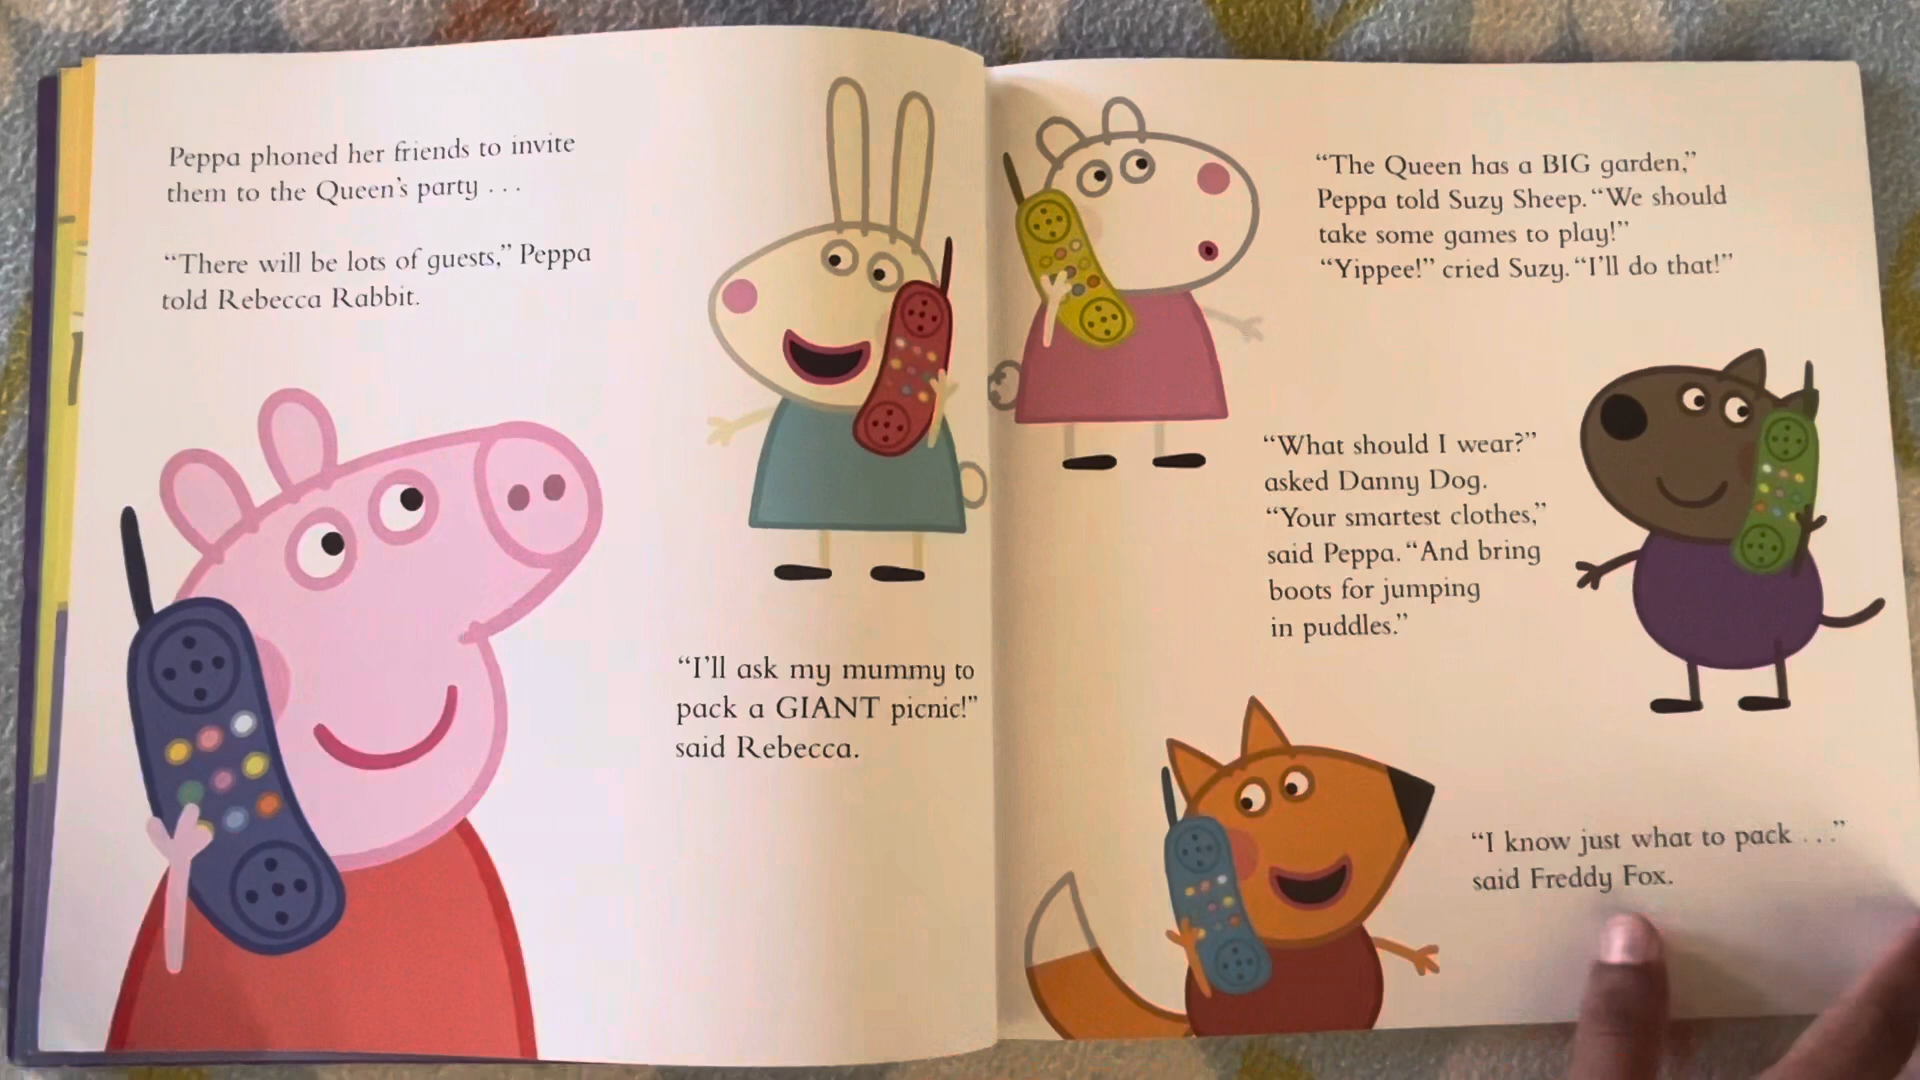 Peppa phoned her friends to invite
them to the Queen's party . . .
“There will be lots of guests,” Peppa
told Rebecca Rabbit.
“I'll ask my mummy to
pack a GIANT picnic!”
said Rebecca.
“The Queen has a BIG garden,”
Peppa told Suzy Sheep. “We should
take some games to play!”
“Yippee!” cried Suzy. “I'll do that!”
“What should I wear?”
asked Danny Dog.
“Your smartest clothes,”
said Peppa. “And bring
boots for jumping
in puddles.”
“I know just what to pack . . .”
said Freddy Fox.